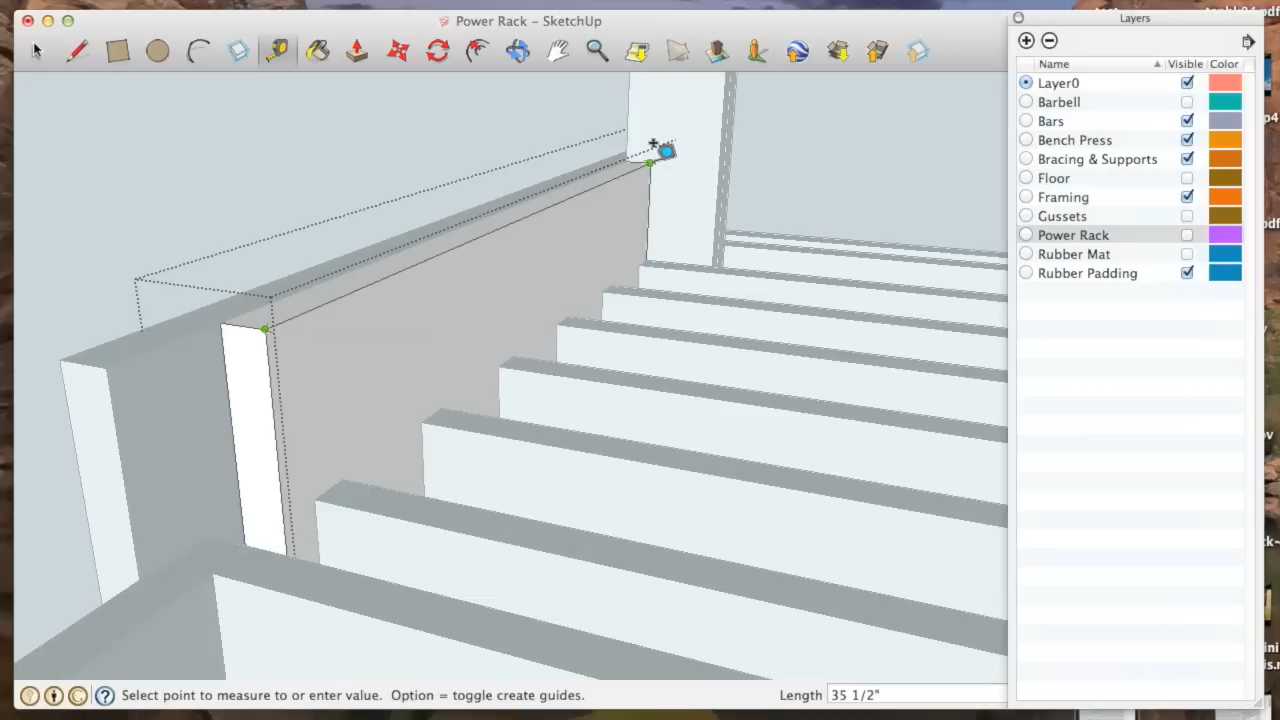 Power Rack – SketchUp
Layers
Name Visible Color
Layer0
Barbell
Bars
Bench Press
Bracing & Supports
Floor
Framing
Gussets
Power Rack
Rubber Mat
Rubber Padding
Select point to measure to or enter value. Option = toggle create guides.
Length 35 1/2"